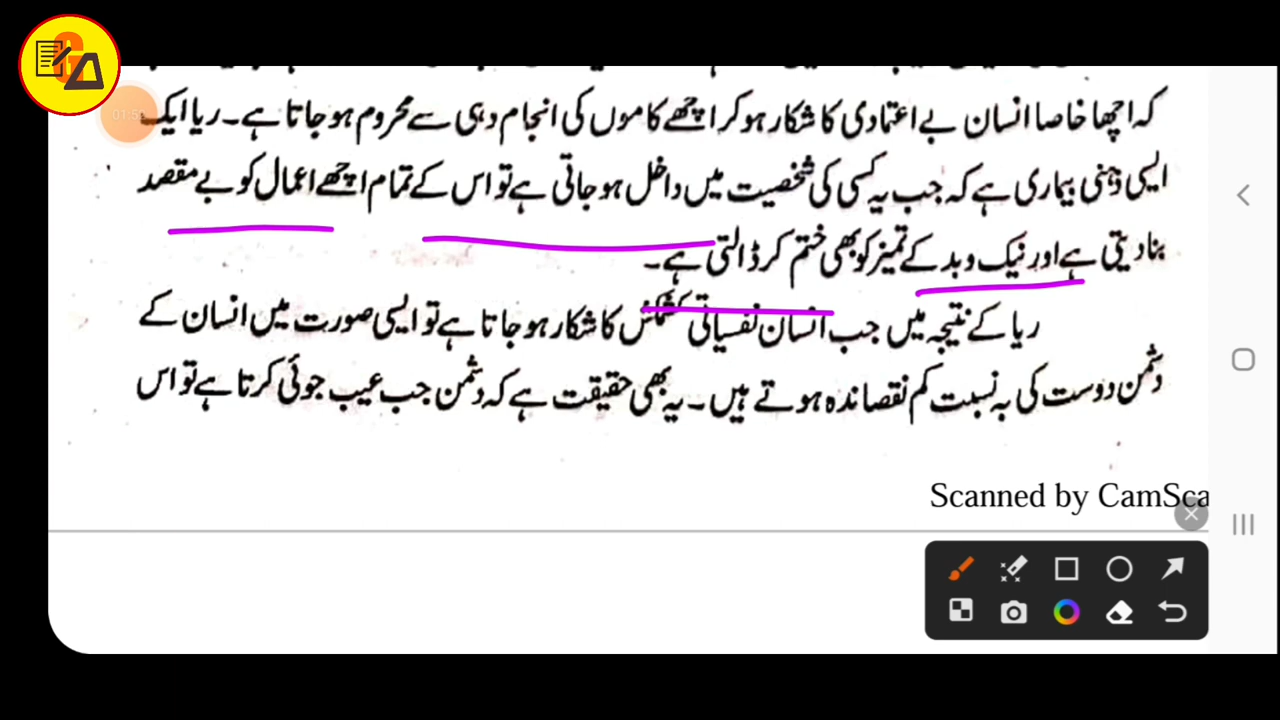 کہ اچھا خاصا انسان بے اعتمادی کا شکار ہو کر اچھے کاموں کی انجام دہی سے محروم ہو جاتا ہے۔ ریا ایک
ایسی ذہنی بیماری ہے کہ جب یہ کسی کی شخصیت میں داخل ہو جاتی ہے تو اس کے تمام اچھے اعمال کو بے مقصد
بنا دیتی ہے اور نیک و بد کے تمیز کو بھی ختم کر ڈالتی ہے۔
ریا کے نتیجہ میں جب انسان نفسیاتی کشمکش کا شکار ہو جاتا ہے تو ایسی صورت میں انسان کے
دشمن دوست کی بہ نسبت کم نقصاندہ ہوتے ہیں۔ یہ بھی حقیقت ہے کہ دشمن جب عیب جوئی کرتا ہے تو اس
Scanned by CamSca